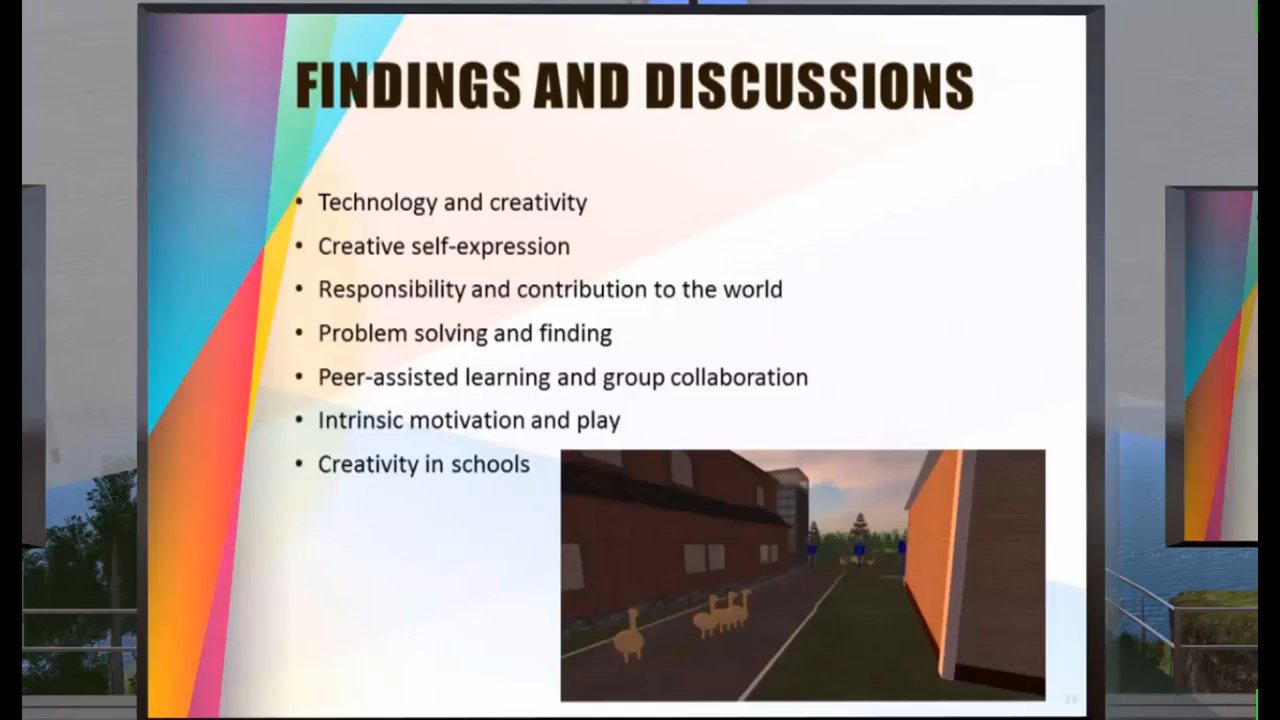 FINDINGS AND DISCUSSIONS
• Technology and creativity
• Creative self-expression
• Responsibility and contribution to the world
• Problem solving and finding
• Peer-assisted learning and group collaboration
• Intrinsic motivation and play
• Creativity in schools
23